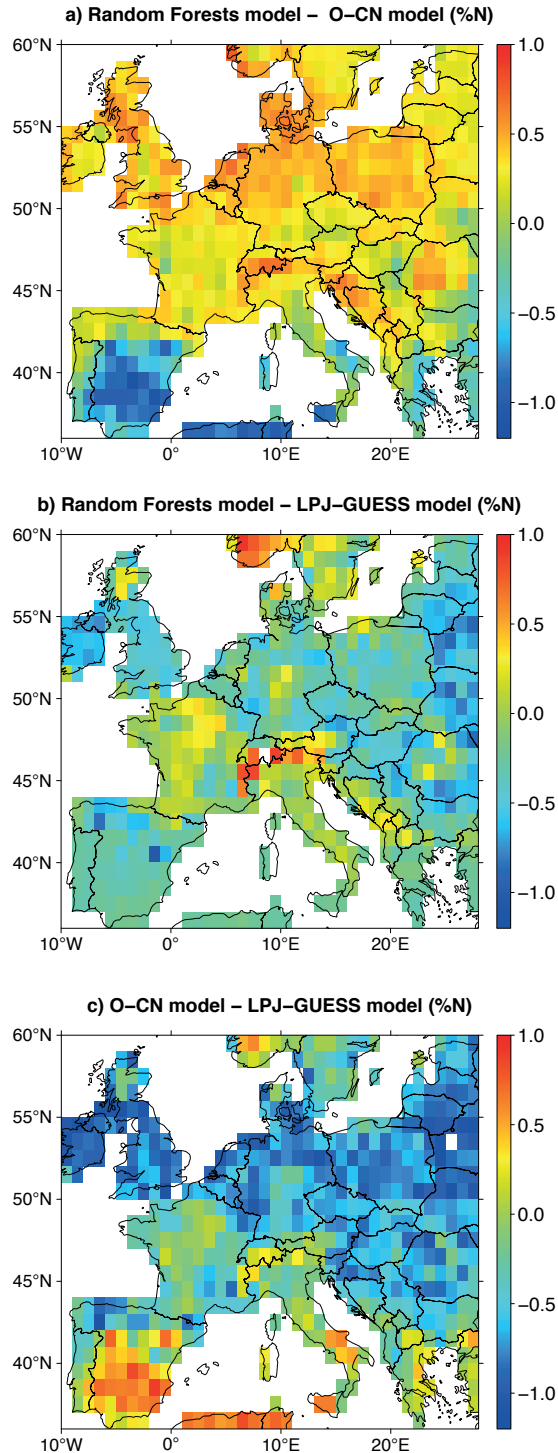 a) Random Forests model – O–CN model (%N)
60°N
1.0
55°N
0.5
50°N
0.0
45°N
−0.5
40°N
−1.0
10°W
0°
10°E
20°E
b) Random Forests model – LPJ–GUESS model (%N)
60°N
1.0
55°N
0.5
50°N
0.0
45°N
−0.5
40°N
−1.0
10°W
0°
10°E
20°E
c) O–CN model – LPJ–GUESS model (%N)
60°N
1.0
55°N
0.5
50°N
0.0
45°N
−0.5
40°N
−1.0
10°W
0°
10°E
20°E